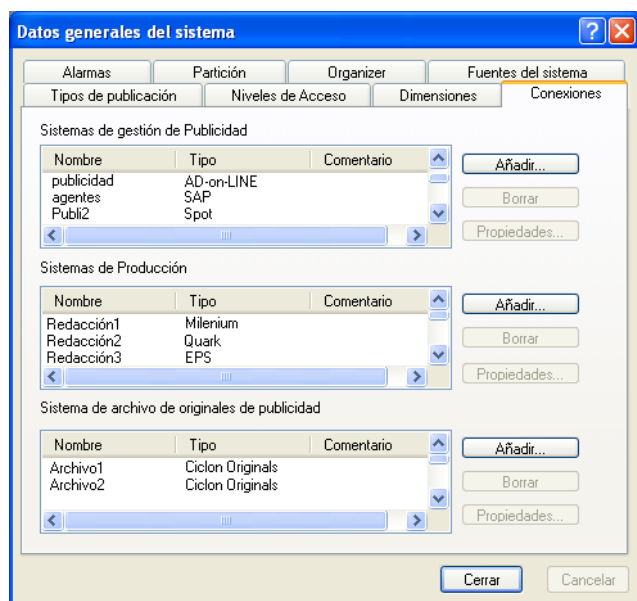 Datos generales del sistema
Alarmas Partición Organizer Fuentes del sistema
Tipos de publicación Niveles de Acceso Dimensiones Conexiones
Sistemas de gestión de Publicidad
Nombre Tipo Comentario
publicidad AD-on-LINE
agentes SAP
Publi2 Spot
Añadir...
Borrar
Propiedades...
Sistemas de Producción
Nombre Tipo Comentario
Redacción1 Milenium
Redacción2 Quark
Redacción3 EPS
Añadir...
Borrar
Propiedades...
Sistema de archivo de originales de publicidad
Nombre Tipo Comentario
Archivo1 Ciclon Originals
Archivo2 Ciclon Originals
Añadir...
Borrar
Propiedades...
Cerrar Cancelar